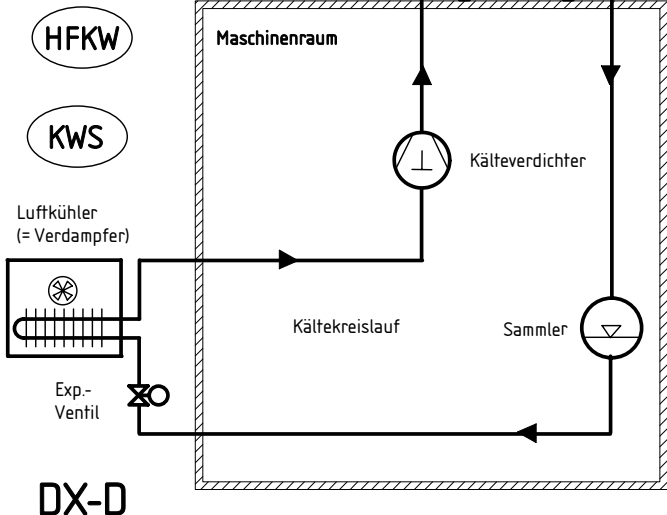 HFKW
Maschinenraum
KWS
Kälteverdichter
Luftkühler
(= Verdampfer)
Kältekreislauf
Sammler
Exp.-
Ventil
DX-D